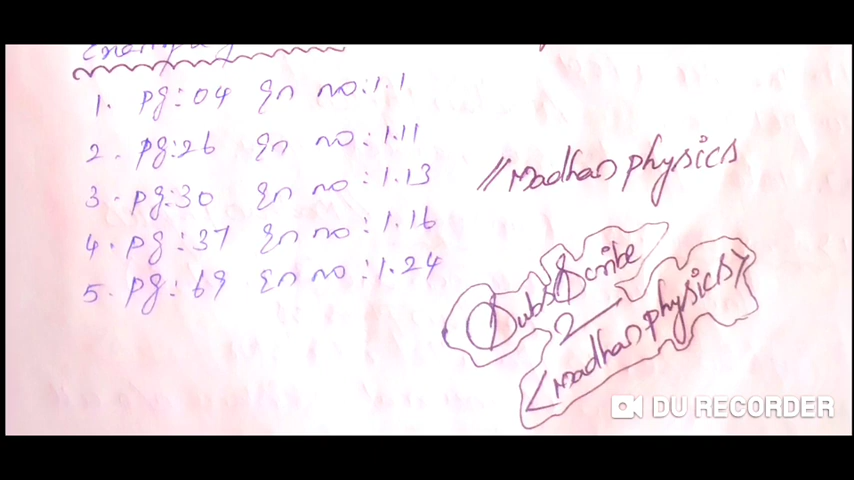 1. Pg:04 Qn no:1.1
2. Pg:26 Qn no:1.11
3. Pg:30 Qn no:1.13
4. Pg:37 Qn no:1.16
5. Pg:69 Qn no:1.24
//Madhan physics
Subscribe
2
<Madhan physics>
DU RECORDER